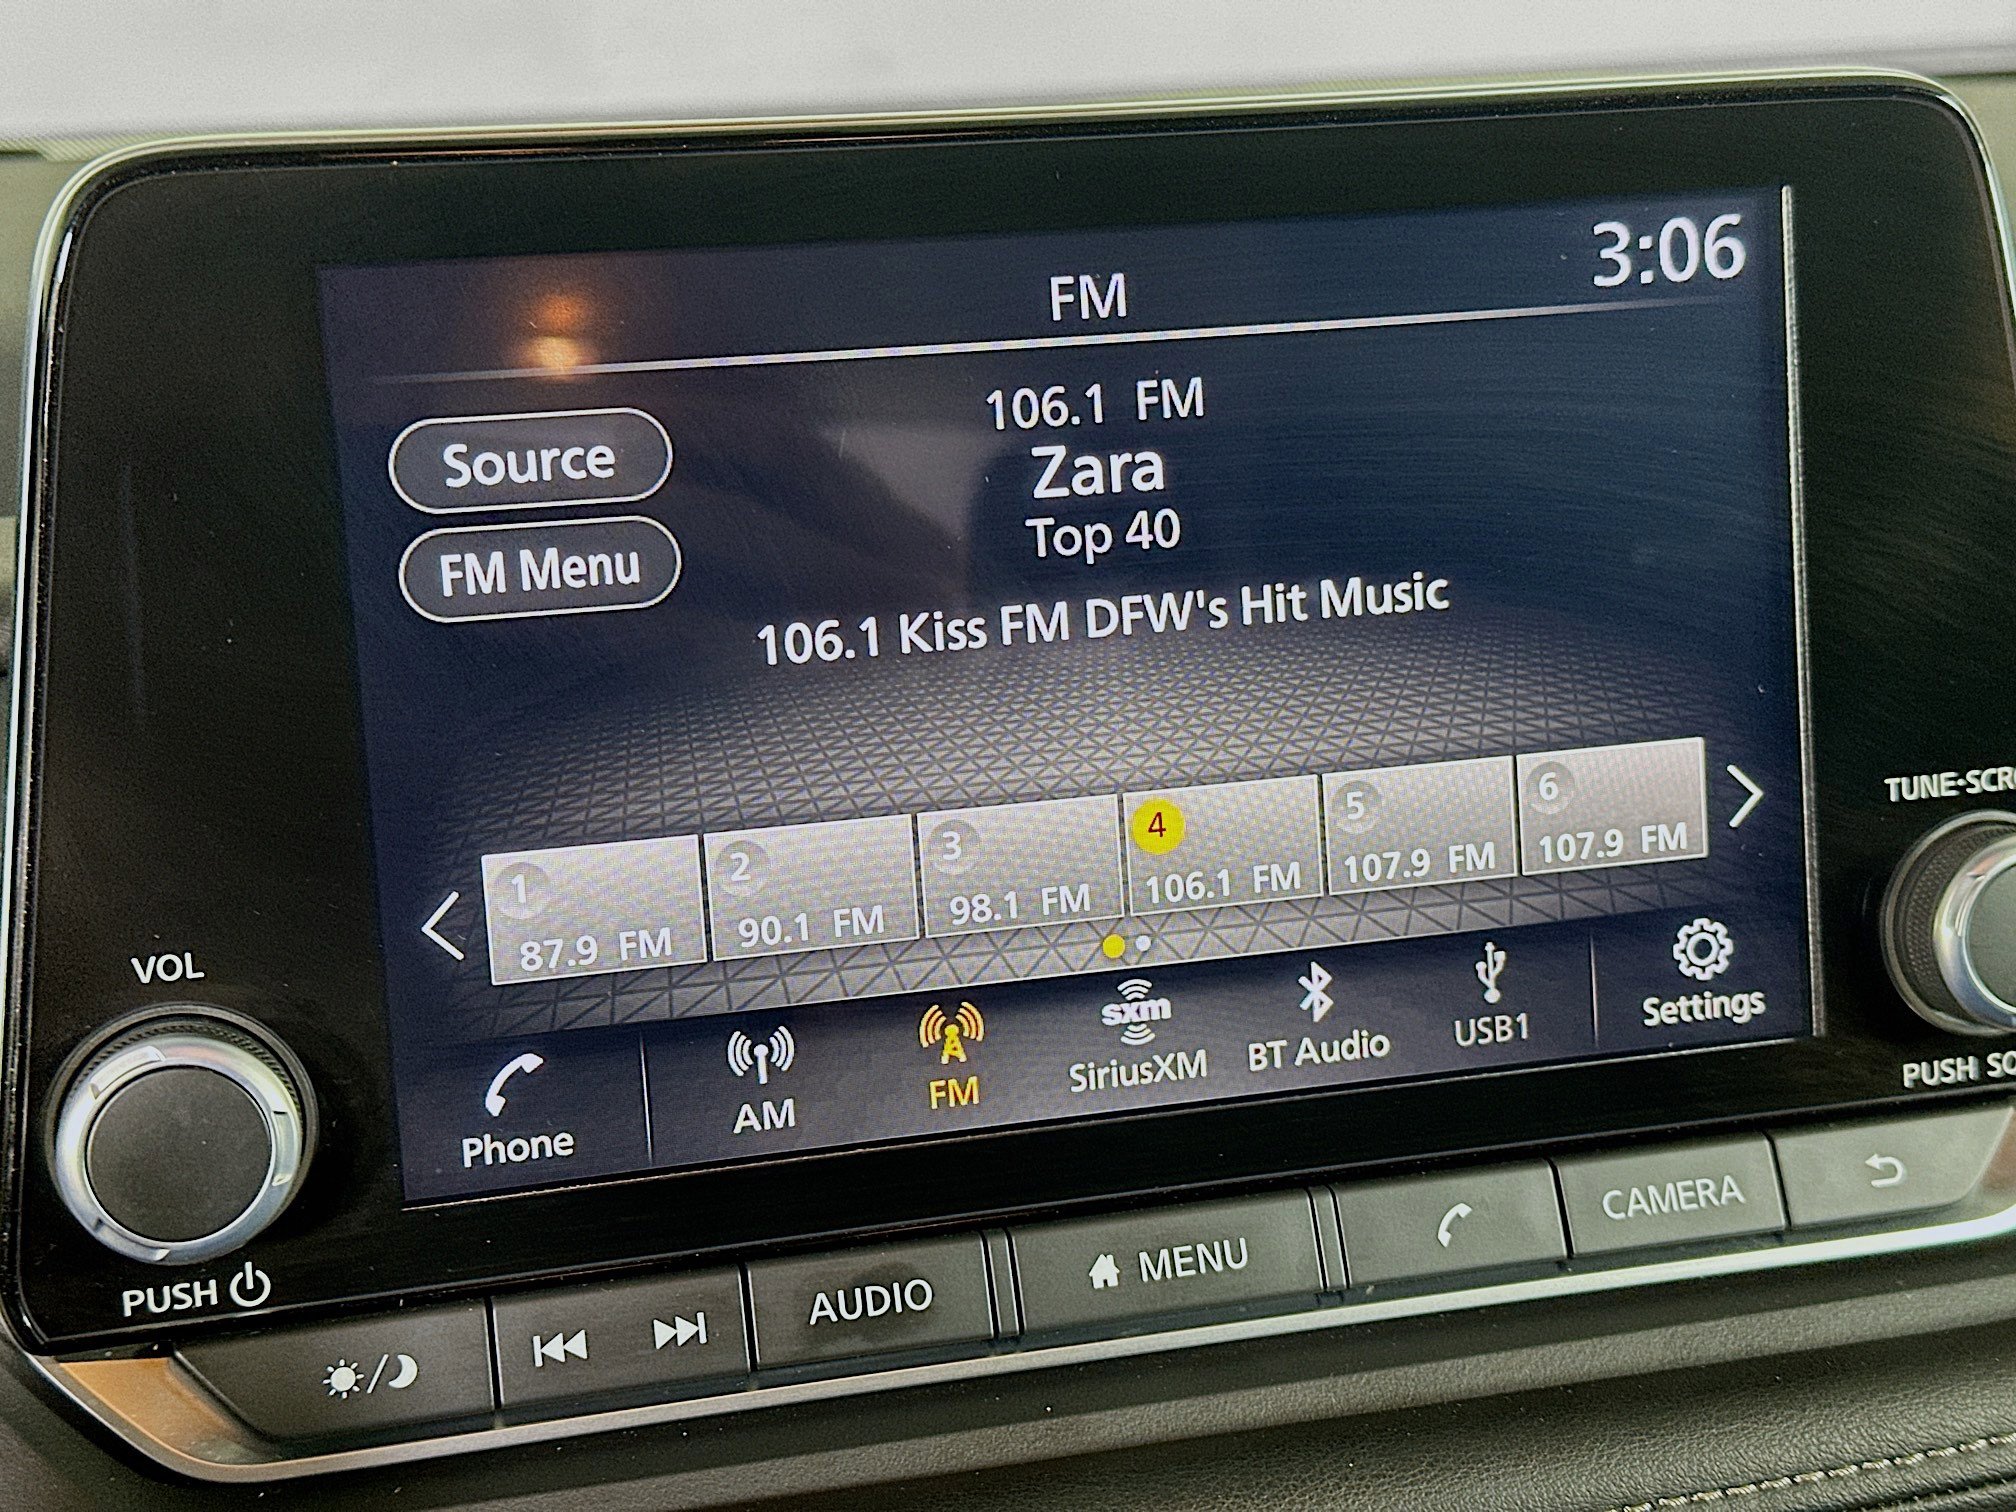 3:06
FM
106.1 FM
Source
Zara
Top 40
FM Menu
106.1 Kiss FM DFW's Hit Music
1
87.9 FM
2
90.1 FM
3
98.1 FM
4
106.1 FM
5
107.9 FM
6
107.9 FM
Phone
AM
FM
sxm
SiriusXM
BT Audio
USB1
Settings
VOL
PUSH
PUSH
AUDIO
MENU
CAMERA